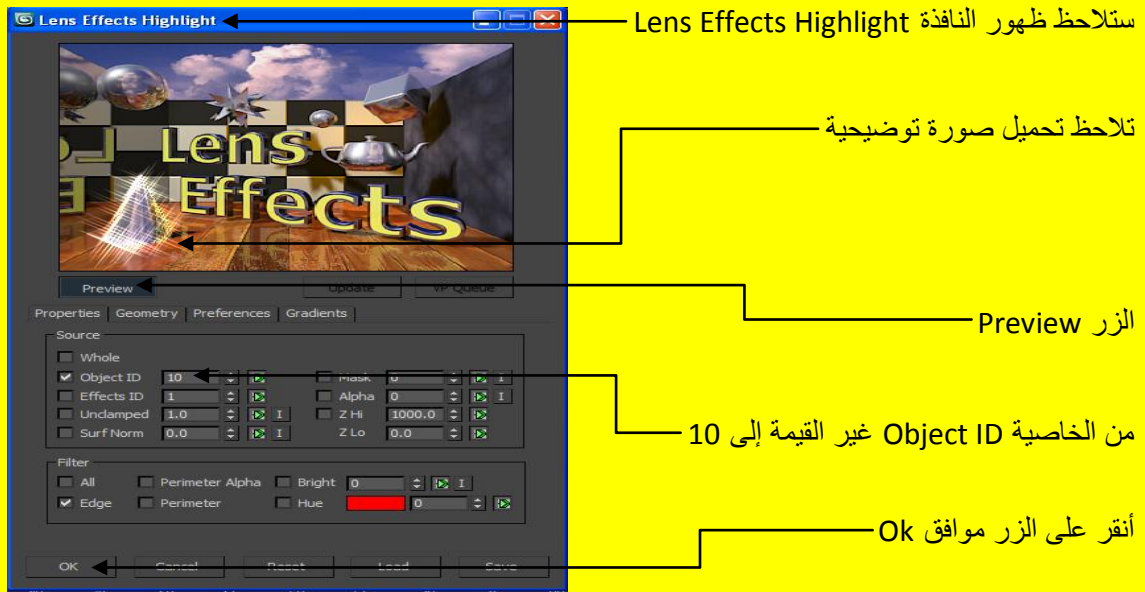 Lens Effects Highlight
ستلاحظ ظهور النافذة Lens Effects Highlight
Lens
Effects
تلاحظ تحميل صورة توضيحية
Preview
Update
VP Queue
الزر Preview
Properties Geometry Preferences Gradients
Source
Whole
Object ID 10 Mask 0 I
Effects ID 1 Alpha 0 I
Unclamped 1.0 I Z Hi 1000.0
Surf Norm 0.0 I Z Lo 0.0
من الخاصية Object ID غير القيمة إلى 10
Filter
All Perimeter Alpha Bright 0 I
Edge Perimeter Hue 0
أنقر على الزر موافق Ok
OK Cancel Reset Load Save